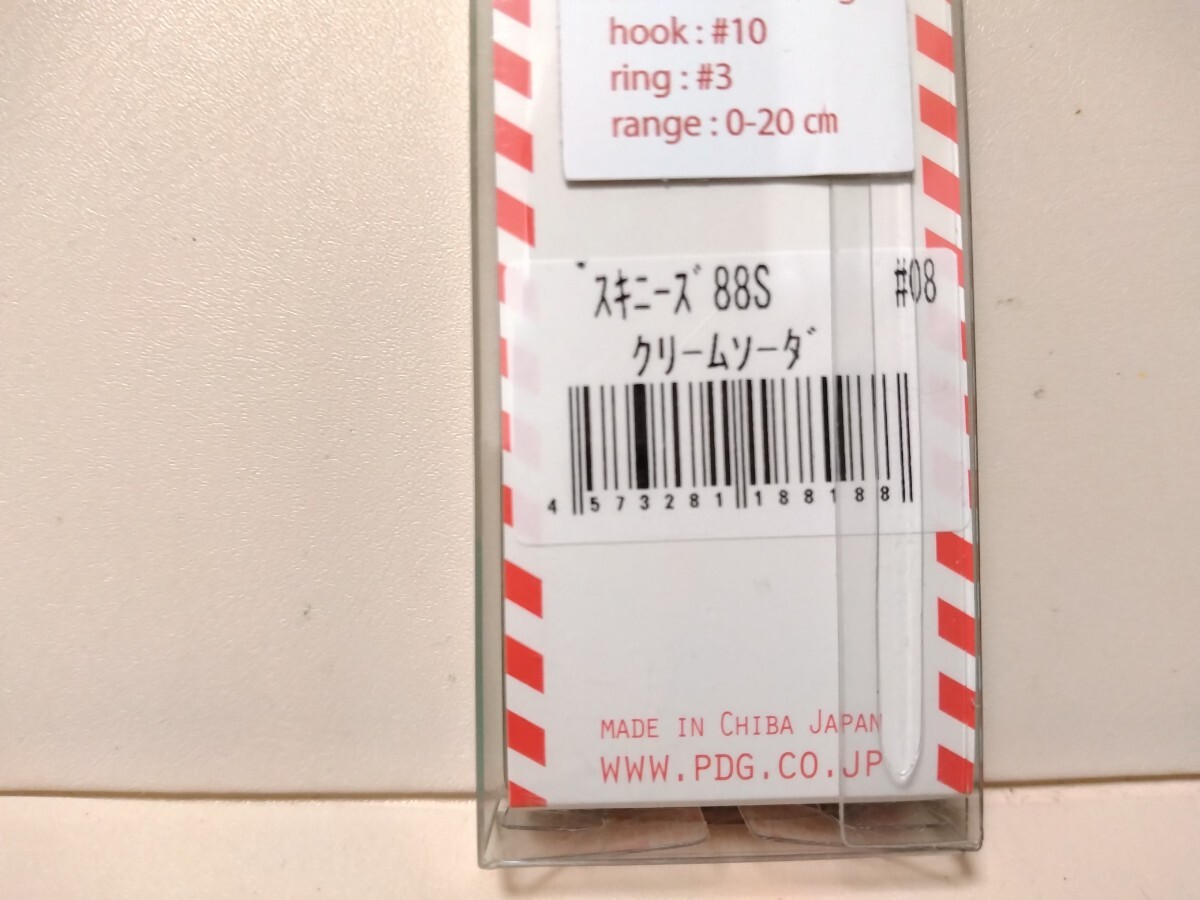 hook : #10
ring : #3
range : 0-20 cm
ｽｷﾆｰｽﾞ 88S #08
ｸﾘｰﾑｿｰﾀﾞ
4 573281 188188
MADE IN CHIBA JAPAN
WWW.PDG.CO.JP